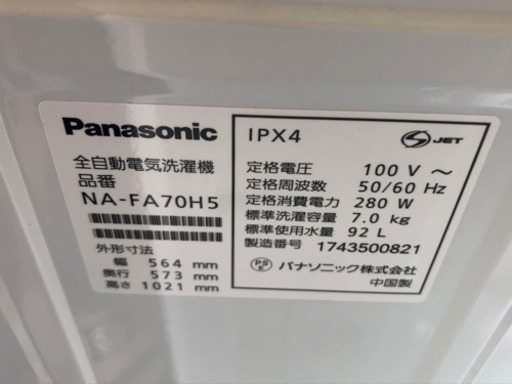 Panasonic
全自動電気洗濯機
品番
NA-FA70H5
外形寸法
幅 564 mm
奥行 573 mm
高さ 1021 mm
IPX4
S JET
定格電圧 100 V ～
定格周波数 50/60 Hz
定格消費電力 280 W
標準洗濯容量 7.0 kg
標準使用水量 92 L
製造番号 1743500821
PS E パナソニック株式会社
中国製